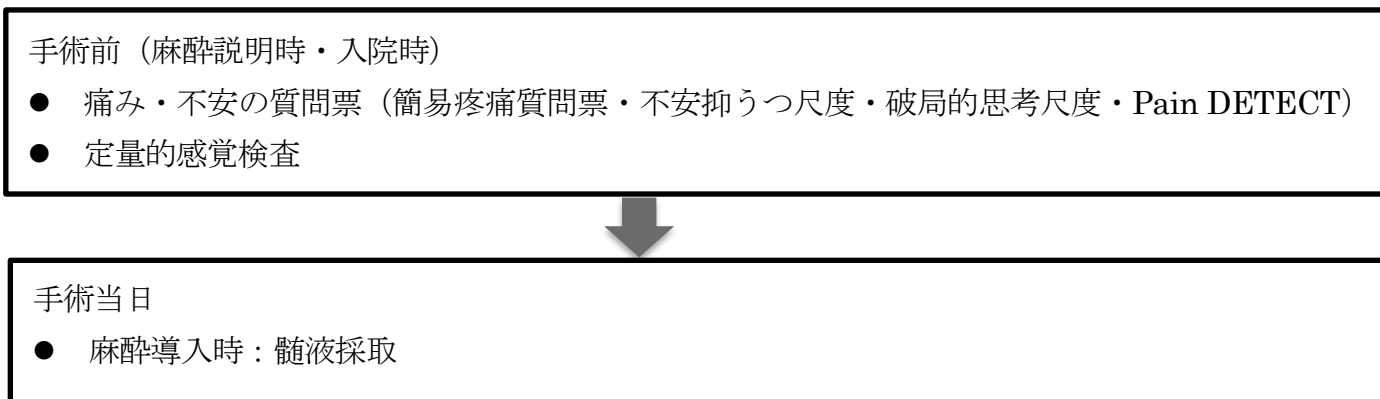 手術前（麻酔説明時・入院時）
● 痛み・不安の質問票（簡易疼痛質問票・不安抑うつ尺度・破局的思考尺度・Pain DETECT）
● 定量的感覚検査
手術当日
● 麻酔導入時：髄液採取